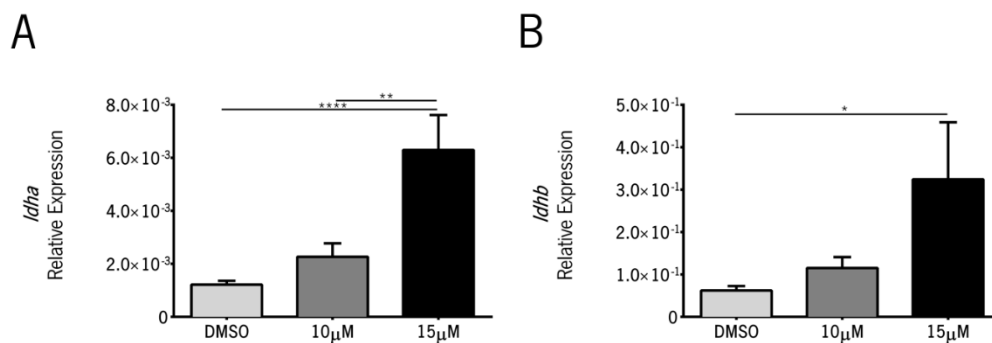 A
ldha
Relative Expression
8.0×10⁻³
6.0×10⁻³
4.0×10⁻³
2.0×10⁻³
0
****
**
DMSO
10μM
15μM
B
ldhb
Relative Expression
5.0×10⁻¹
4.0×10⁻¹
3.0×10⁻¹
2.0×10⁻¹
1.0×10⁻¹
0
*
DMSO
10μM
15μM